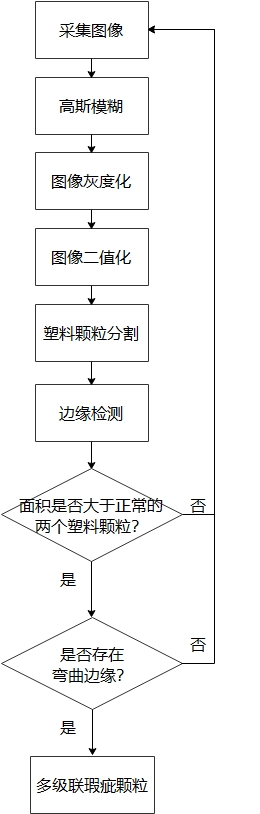 采集图像
高斯模糊
图像灰度化
图像二值化
塑料颗粒分割
边缘检测
面积是否大于正常的
两个塑料颗粒?
否
是
是否存在
弯曲边缘?
否
是
多级联瑕疵颗粒